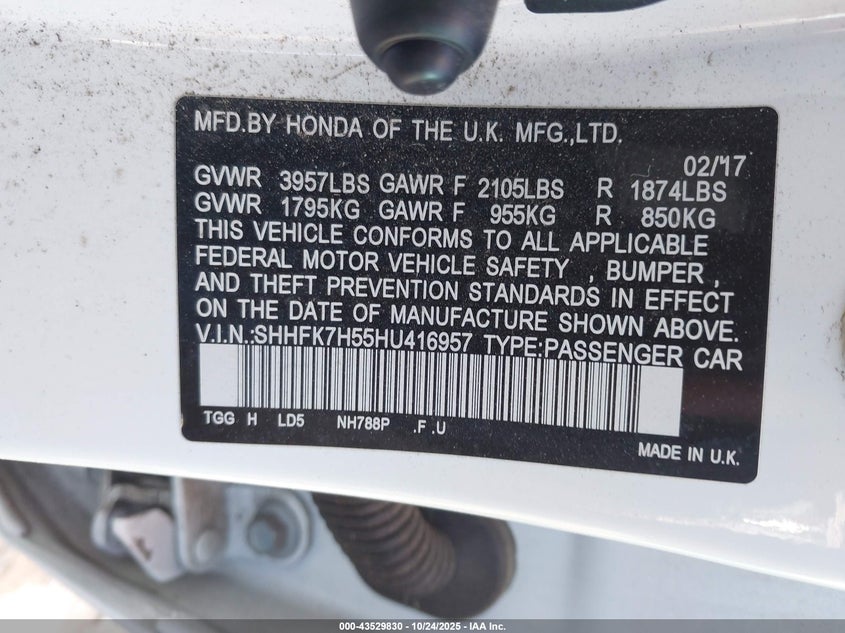 MFD.BY HONDA OF THE U.K. MFG.,LTD.
02/17
GVWR 3957LBS GAWR F 2105LBS R 1874LBS
GVWR 1795KG GAWR F 955KG R 850KG
THIS VEHICLE CONFORMS TO ALL APPLICABLE
FEDERAL MOTOR VEHICLE SAFETY , BUMPER ,
AND THEFT PREVENTION STANDARDS IN EFFECT
ON THE DATE OF MANUFACTURE SHOWN ABOVE.
V.I.N.:SHHFK7H55HU416957 TYPE:PASSENGER CAR
TGG H LD5 NH788P .F .U
MADE IN U.K.
000-43529830 - 10/24/2025 - IAA Inc.